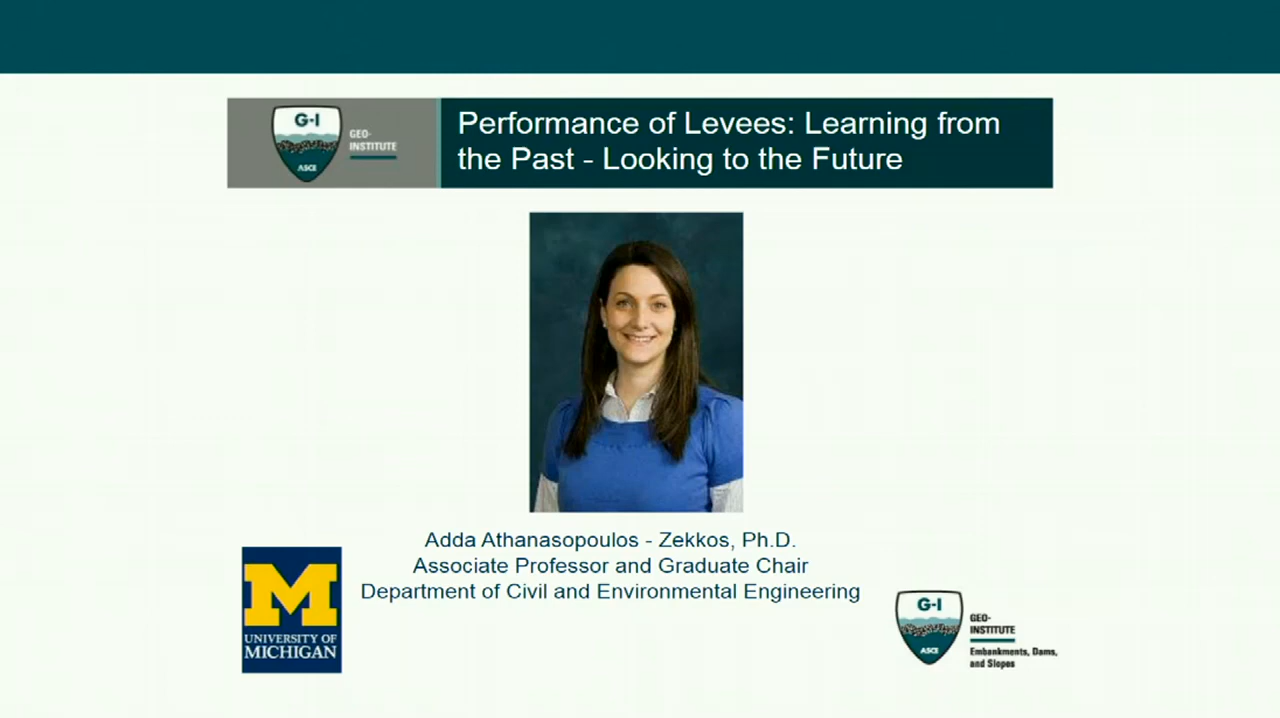 G-I
GEO-
INSTITUTE
ASCE
Performance of Levees: Learning from
the Past - Looking to the Future
Adda Athanasopoulos - Zekkos, Ph.D.
Associate Professor and Graduate Chair
Department of Civil and Environmental Engineering
M
UNIVERSITY OF
MICHIGAN
G-I
GEO-
INSTITUTE
ASCE
Embankments, Dams,
and Slopes